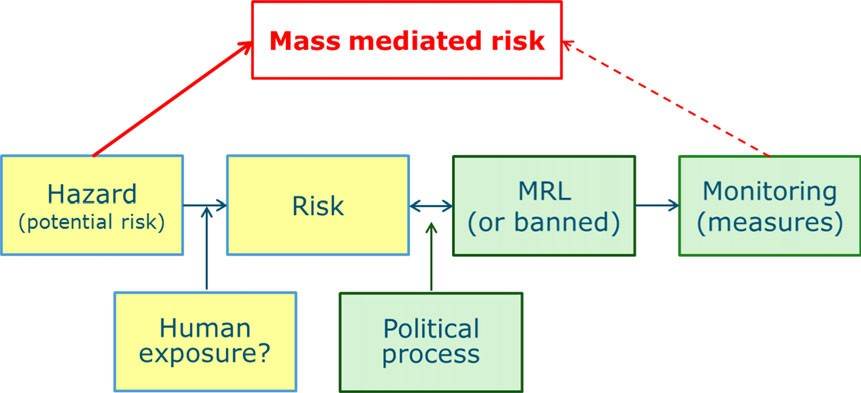 Mass mediated risk
Hazard
(potential risk)
Risk
MRL
(or banned)
Monitoring
(measures)
Human
exposure?
Political
process